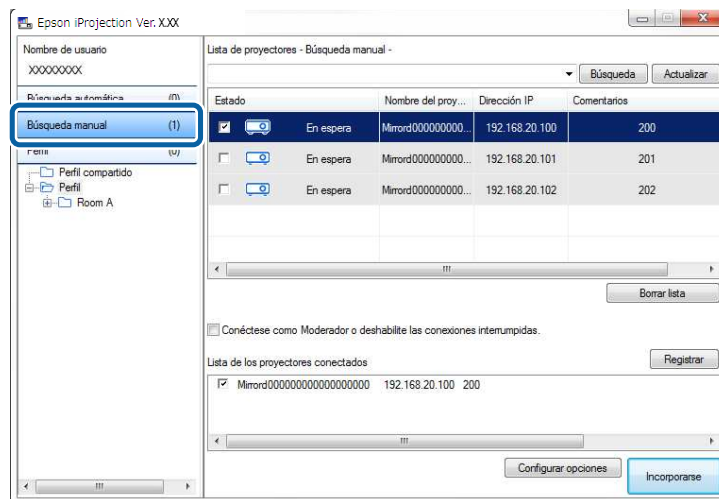 Epson iProjection Ver. X.XX
Nombre de usuario
XXXXXXXX
Búsqueda automática (0)
Búsqueda manual (1)
Perfil (0)
Perfil compartido
Perfil
Room A
Lista de proyectores - Búsqueda manual -
Búsqueda Actualizar
Estado Nombre del proy... Dirección IP Comentarios
En espera Mirrord000000000... 192.168.20.100 200
En espera Mirrord000000000... 192.168.20.101 201
En espera Mirrord000000000... 192.168.20.102 202
Borrar lista
Conéctese como Moderador o deshabilite las conexiones interrumpidas.
Lista de los proyectores conectados Registrar
Mirrord000000000000000000 192.168.20.100 200
Configurar opciones Incorporarse